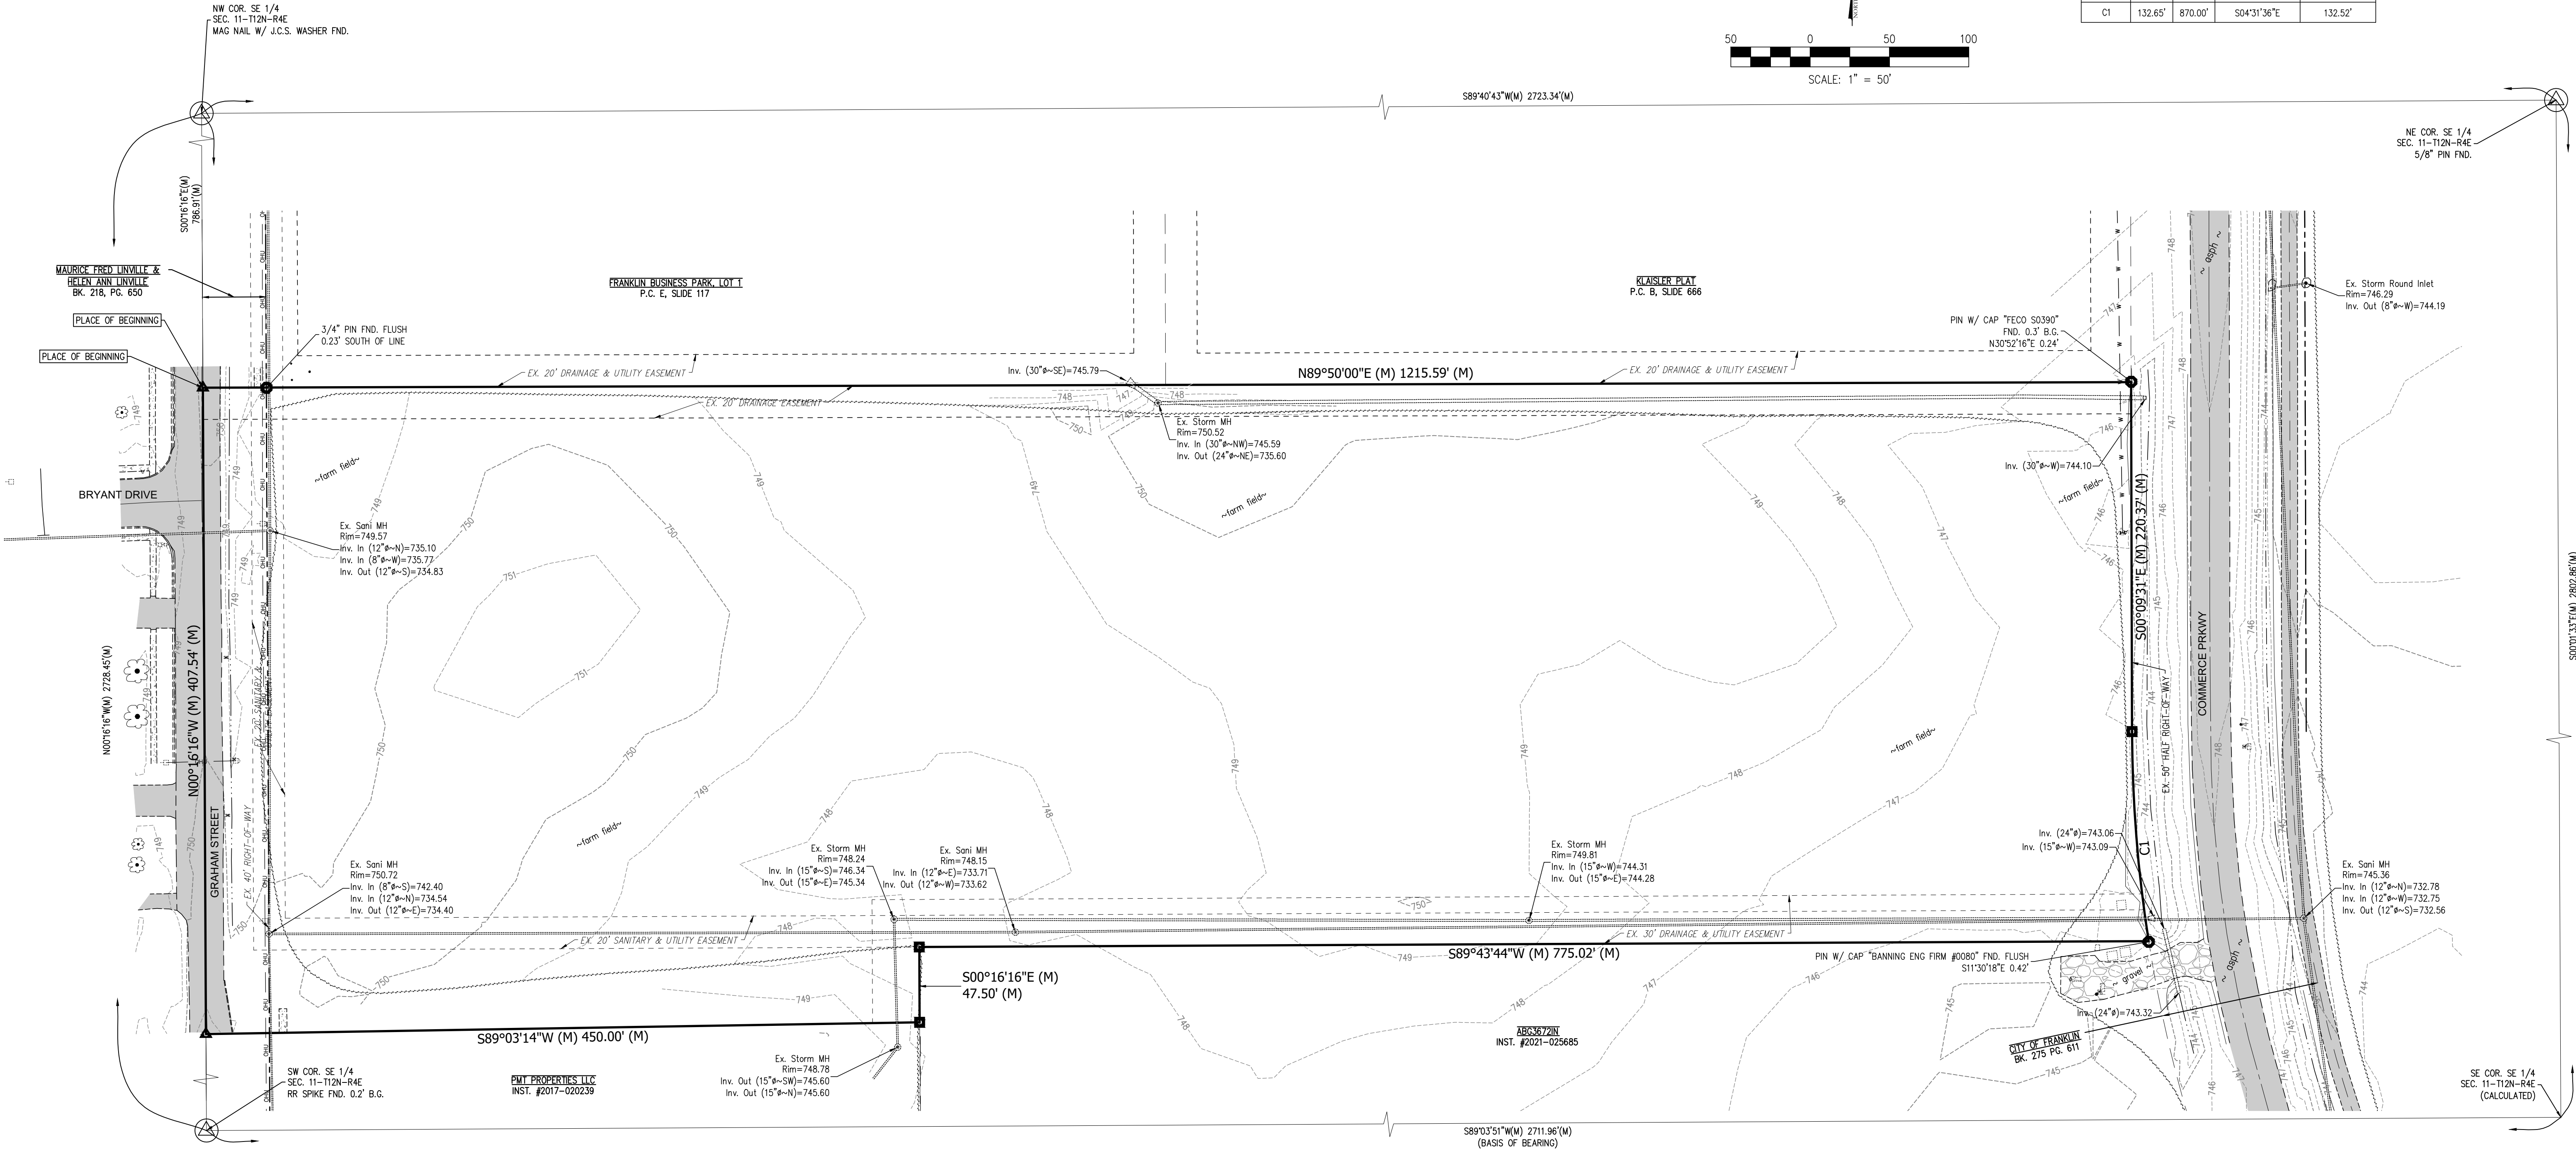 NW COR. SE 1/4
SEC. 11-T12N-R4E
MAG NAIL W/ J.C.S. WASHER FND.
50 0 50 100
SCALE: 1" = 50'
C1 132.65' 870.00' S04°31'36"E 132.52'
S89°40'43"W(M) 2723.34'(M)
NE COR. SE 1/4
SEC. 11-T12N-R4E
5/8" PIN FND.
S00°16'16"E(M)
786.91'(M)
MAURICE FRED LINVILLE &
HELEN ANN LINVILLE
BK. 218, PG. 650
FRANKLIN BUSINESS PARK, LOT 1
P.C. E, SLIDE 117
KLAISLER PLAT
P.C. B, SLIDE 666
~ asph ~
Ex. Storm Round Inlet
Rim=746.29
Inv. Out (8"ø~W)=744.19
PLACE OF BEGINNING
PLACE OF BEGINNING
3/4" PIN FND. FLUSH
0.23' SOUTH OF LINE
PIN W/ CAP "FECO S0390"
FND. 0.3' B.G.
N30°52'16"E 0.24'
EX. 20' DRAINAGE & UTILITY EASEMENT
Inv. (30"ø~SE)=745.79
N89°50'00"E (M) 1215.59' (M)
EX. 20' DRAINAGE & UTILITY EASEMENT
EX. 20' DRAINAGE EASEMENT
Ex. Storm MH
Rim=750.52
Inv. In (30"ø~NW)=745.59
Inv. Out (24"ø~NE)=735.60
Inv. (30"ø~W)=744.10
~farm field~
~farm field~
~farm field~
BRYANT DRIVE
Ex. Sani MH
Rim=749.57
Inv. In (12"ø~N)=735.10
Inv. In (8"ø~W)=735.77
Inv. Out (12"ø~S)=734.83
S00°09'31"E (M) 220.37' (M)
S00°01'33"E(M) 2802.86'(M)
N00°16'16"W(M) 2728.45'(M)
N00°16'16"W (M) 407.54' (M)
GRAHAM STREET
EX. 40' RIGHT-OF-WAY
EX. 20' SANITARY &
UTILITY EASEMENT
COMMERCE PRKWY
EX. 50' HALF RIGHT-OF-WAY
~farm field~
~farm field~
Ex. Sani MH
Rim=750.72
Inv. In (8"ø~S)=742.40
Inv. In (12"ø~N)=734.54
Inv. Out (12"ø~E)=734.40
Ex. Storm MH
Rim=748.24
Inv. In (15"ø~S)=746.34
Inv. Out (15"ø~E)=745.34
Ex. Sani MH
Rim=748.15
Inv. In (12"ø~E)=733.71
Inv. Out (12"ø~W)=733.62
Ex. Storm MH
Rim=749.81
Inv. In (15"ø~W)=744.31
Inv. Out (15"ø~E)=744.28
Inv. (24"ø)=743.06
Inv. (15"ø~W)=743.09
C1
Ex. Sani MH
Rim=745.36
Inv. In (12"ø~N)=732.78
Inv. In (12"ø~W)=732.75
Inv. Out (12"ø~S)=732.56
EX. 20' SANITARY & UTILITY EASEMENT
EX. 30' DRAINAGE & UTILITY EASEMENT
S89°43'44"W (M) 775.02' (M)
PIN W/ CAP "BANNING ENG FIRM #0080" FND. FLUSH
S11°30'18"E 0.42'
~ gravel ~
~ asph ~
S00°16'16"E (M)
47.50' (M)
Inv. (24"ø)=743.32
S89°03'14"W (M) 450.00' (M)
ABG3672IN
INST. #2021-025685
CITY OF FRANKLIN
BK. 275 PG. 611
SW COR. SE 1/4
SEC. 11-T12N-R4E
RR SPIKE FND. 0.2' B.G.
PMT PROPERTIES LLC
INST. #2017-020239
Ex. Storm MH
Rim=748.78
Inv. Out (15"ø~SW)=745.60
Inv. Out (15"ø~N)=745.60
SE COR. SE 1/4
SEC. 11-T12N-R4E
(CALCULATED)
S89°03'51"W(M) 2711.96'(M)
(BASIS OF BEARING)